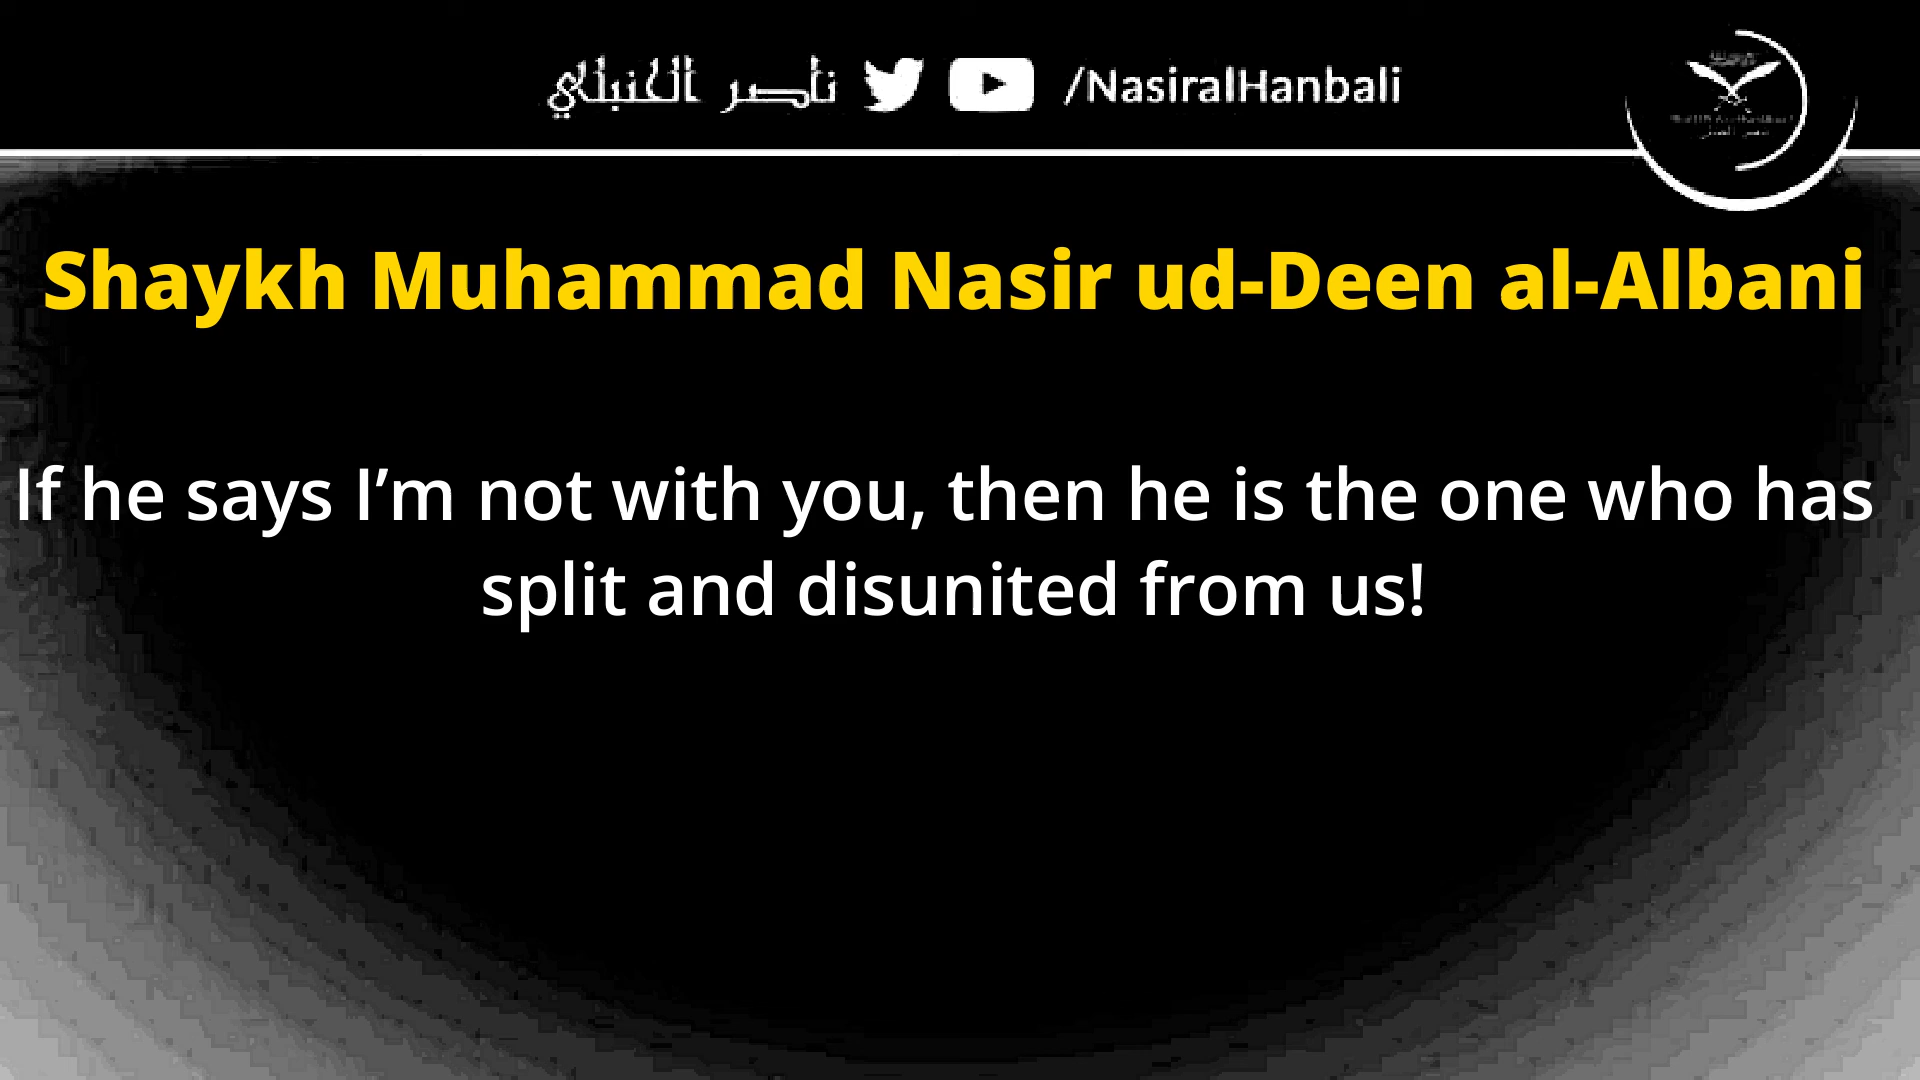 ناصر الحنبلي /NasiralHanbali
Shaykh Muhammad Nasir ud-Deen al-Albani
If he says I’m not with you, then he is the one who has
split and disunited from us!